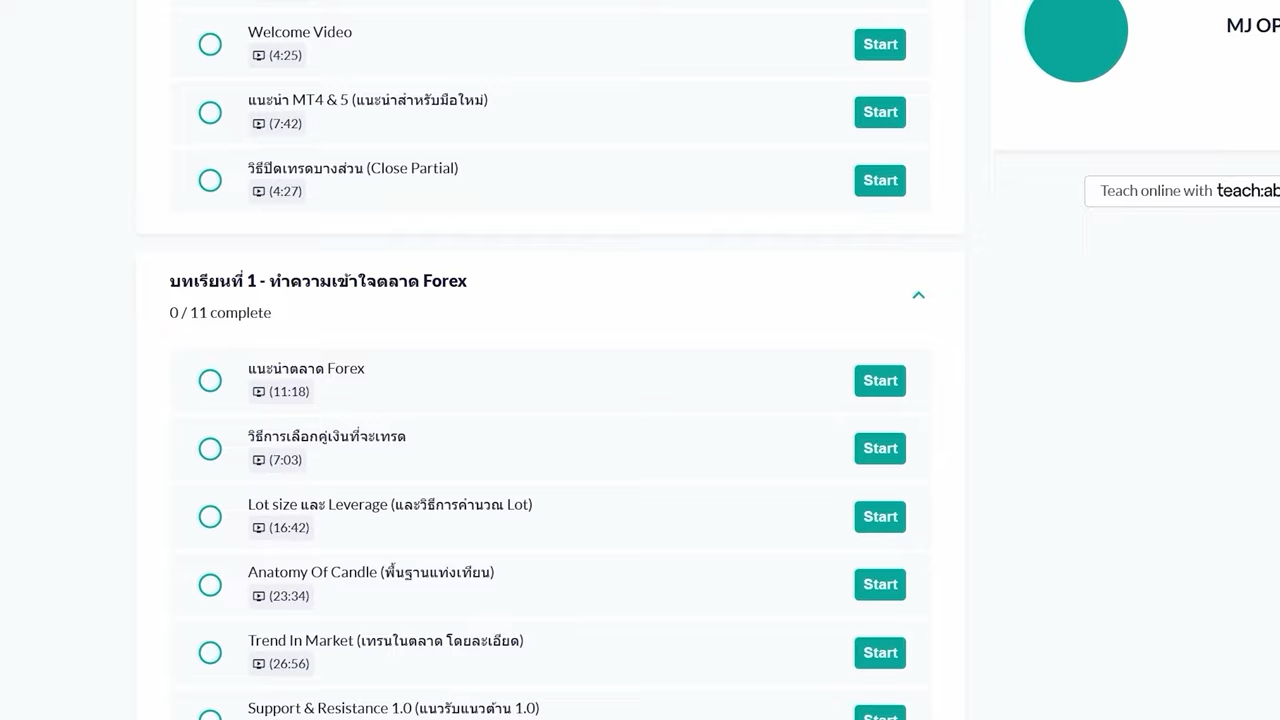 Welcome Video
(4:25)
Start
แนะนำ MT4 & 5 (แนะนำสำหรับมือใหม่)
(7:42)
Start
วิธีปิดเทรดบางส่วน (Close Partial)
(4:27)
Start
บทเรียนที่ 1 - ทำความเข้าใจตลาด Forex
0 / 11 complete
แนะนำตลาด Forex
(11:18)
Start
วิธีการเลือกคู่เงินที่จะเทรด
(7:03)
Start
Lot size และ Leverage (และวิธีการคำนวณ Lot)
(16:42)
Start
Anatomy Of Candle (พื้นฐานแท่งเทียน)
(23:34)
Start
Trend In Market (เทรนในตลาด โดยละเอียด)
(26:56)
Start
Support & Resistance 1.0 (แนวรับแนวต้าน 1.0)
Start
MJ OP
Teach online with teach:ab